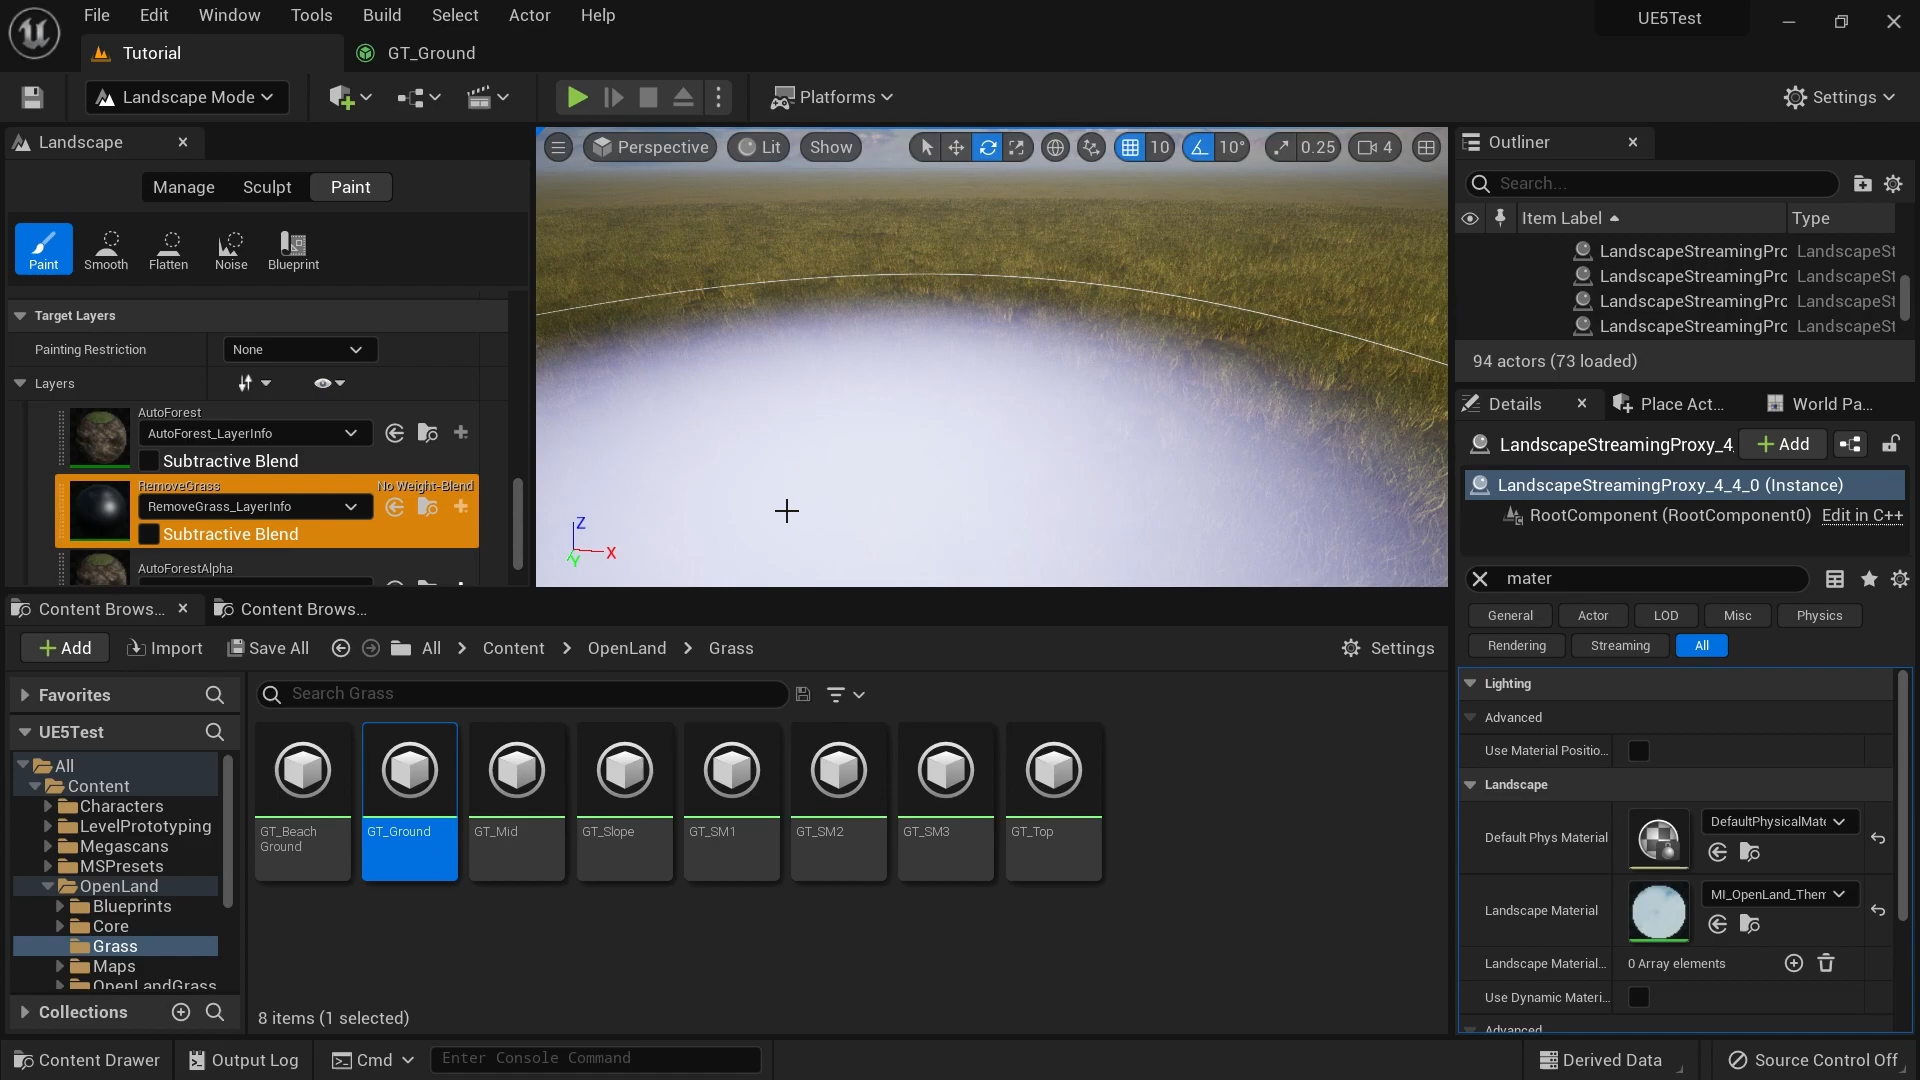 File Edit Window Tools Build Select Actor Help
UE5Test
Tutorial
GT_Ground
Landscape Mode
Platforms
Settings
Landscape
Manage Sculpt Paint
Paint Smooth Flatten Noise Blueprint
Target Layers
Painting Restriction None
Layers
AutoForest
AutoForest_LayerInfo
Subtractive Blend
RemoveGrass No Weight-Blend
RemoveGrass_LayerInfo
Subtractive Blend
AutoForestAlpha
Perspective Lit Show 10 10° 0.25 4
Z
X
Y
Outliner
Search...
Item Label Type
LandscapeStreamingPrc LandscapeSt
LandscapeStreamingPrc LandscapeSt
LandscapeStreamingPrc LandscapeSt
LandscapeStreamingPrc LandscapeSt
94 actors (73 loaded)
Details Place Act... World Pa...
LandscapeStreamingProxy_4_ Add
LandscapeStreamingProxy_4_4_0 (Instance)
RootComponent (RootComponent0) Edit in C++
mater
General Actor LOD Misc Physics
Rendering Streaming All
Lighting
Advanced
Use Material Positio...
Landscape
Default Phys Material DefaultPhysicalMate
Landscape Material MI_OpenLand_Them
Landscape Material... 0 Array elements
Use Dynamic Materi...
Advanced
Content Brows... Content Brows...
Add Import Save All All Content OpenLand Grass Settings
Favorites
Search Grass
UE5Test
All
Content
Characters
LevelPrototyping
Megascans
MSPresets
OpenLand
Blueprints
Core
Grass
Maps
OpenLandGrass
Collections
GT_Beach
Ground
GT_Ground
GT_Mid
GT_Slope
GT_SM1
GT_SM2
GT_SM3
GT_Top
8 items (1 selected)
Content Drawer Output Log Cmd Enter Console Command Derived Data Source Control Off